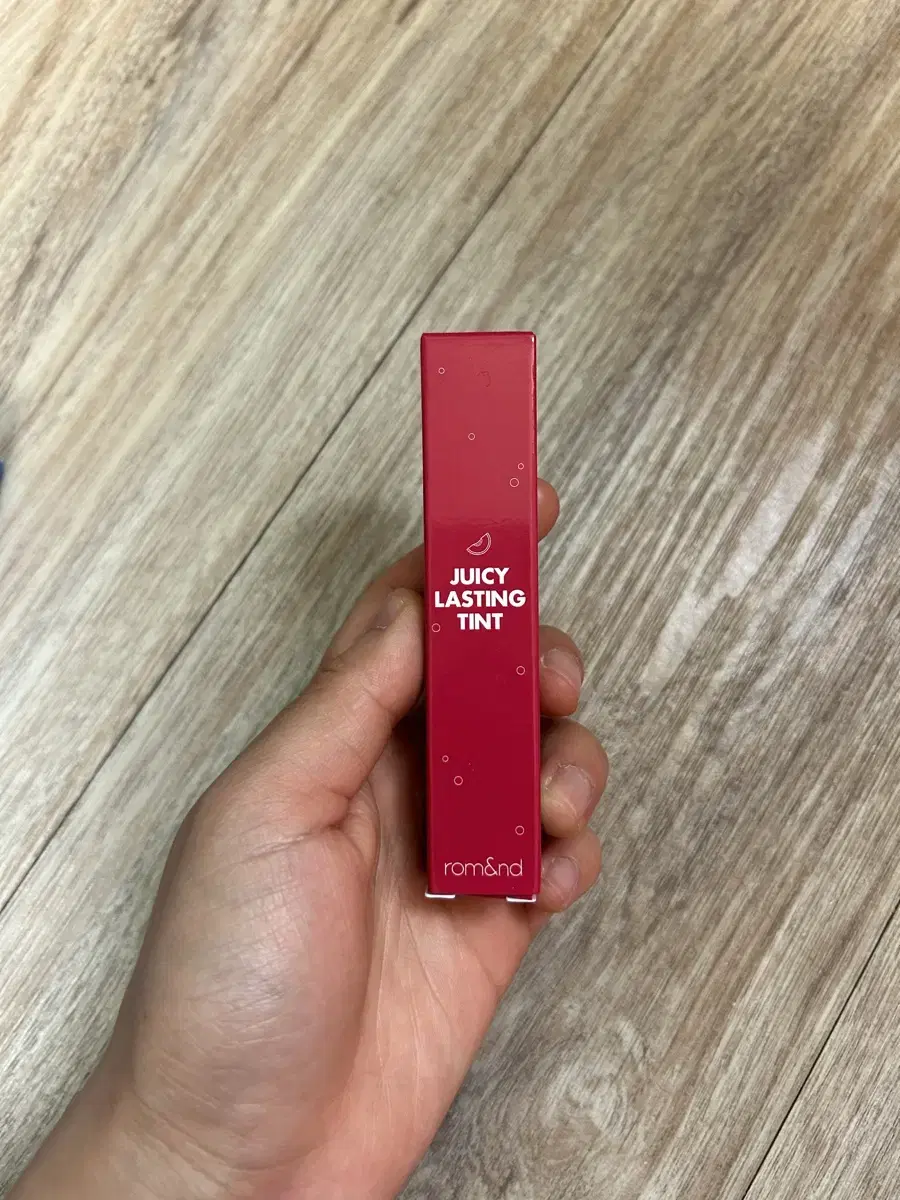 JUICY
LASTING
TINT
rom&nd